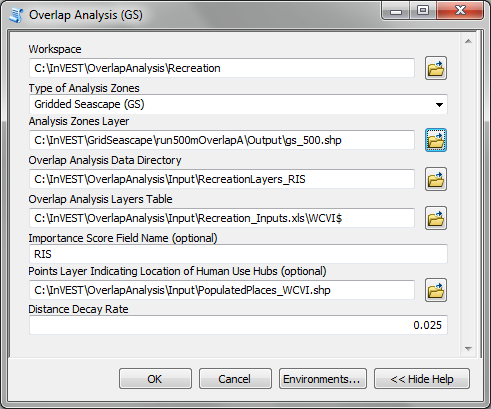 Overlap Analysis (GS)
Workspace
C:\InVEST\OverlapAnalysis\Recreation
Type of Analysis Zones
Gridded Seascape (GS)
Analysis Zones Layer
C:\InVEST\GridSeascape\run500mOverlapA\Output\gs_500.shp
Overlap Analysis Data Directory
C:\InVEST\OverlapAnalysis\Input\RecreationLayers_RIS
Overlap Analysis Layers Table
C:\InVEST\OverlapAnalysis\Input\Recreation_Inputs.xls\WCVI$
Importance Score Field Name (optional)
RIS
Points Layer Indicating Location of Human Use Hubs (optional)
C:\InVEST\OverlapAnalysis\Input\PopulatedPlaces_WCVI.shp
Distance Decay Rate
0.025
OK Cancel Environments... << Hide Help